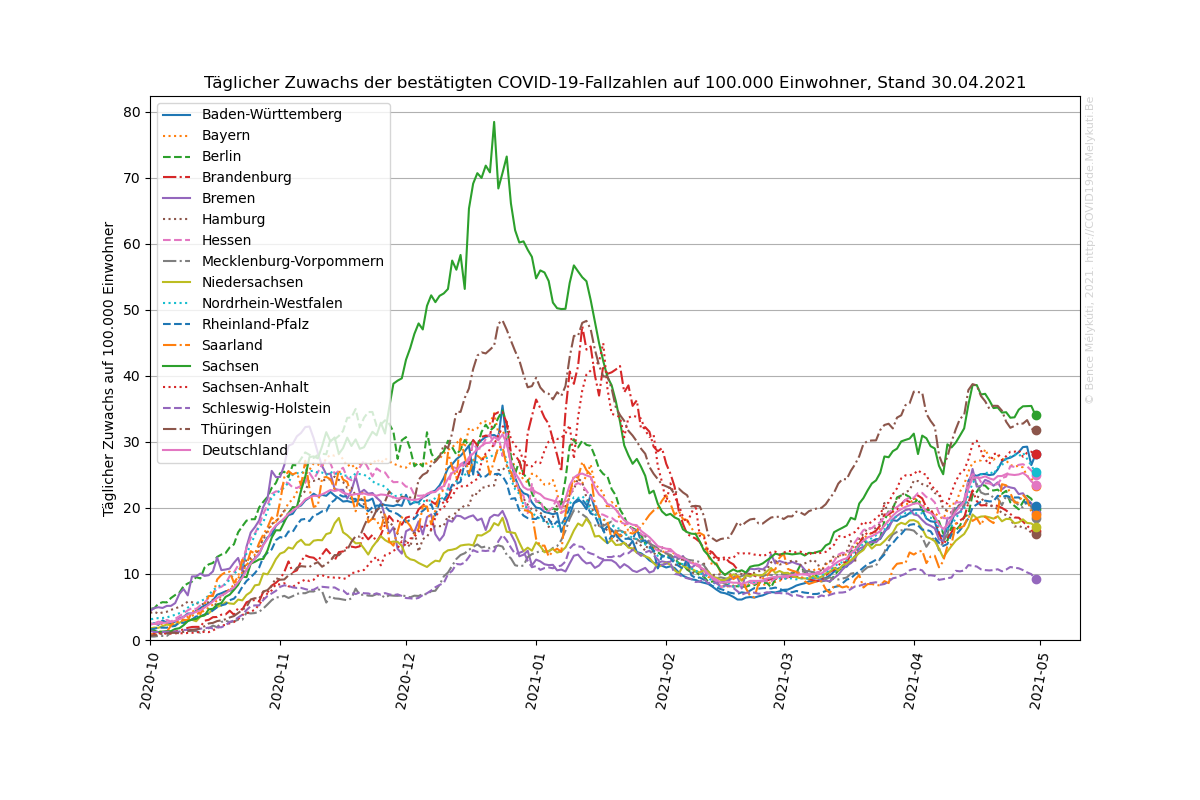 Täglicher Zuwachs der bestätigten COVID-19-Fallzahlen auf 100.000 Einwohner, Stand 30.04.2021
Täglicher Zuwachs auf 100.000 Einwohner
80
70
60
50
40
30
20
10
0
Baden-Württemberg
Bayern
Berlin
Brandenburg
Bremen
Hamburg
Hessen
Mecklenburg-Vorpommern
Niedersachsen
Nordrhein-Westfalen
Rheinland-Pfalz
Saarland
Sachsen
Sachsen-Anhalt
Schleswig-Holstein
Thüringen
Deutschland
2020-10
2020-11
2020-12
2021-01
2021-02
2021-03
2021-04
2021-05
© Bence Mélykúti, 2021. http://COVID19de.Melykuti.Be